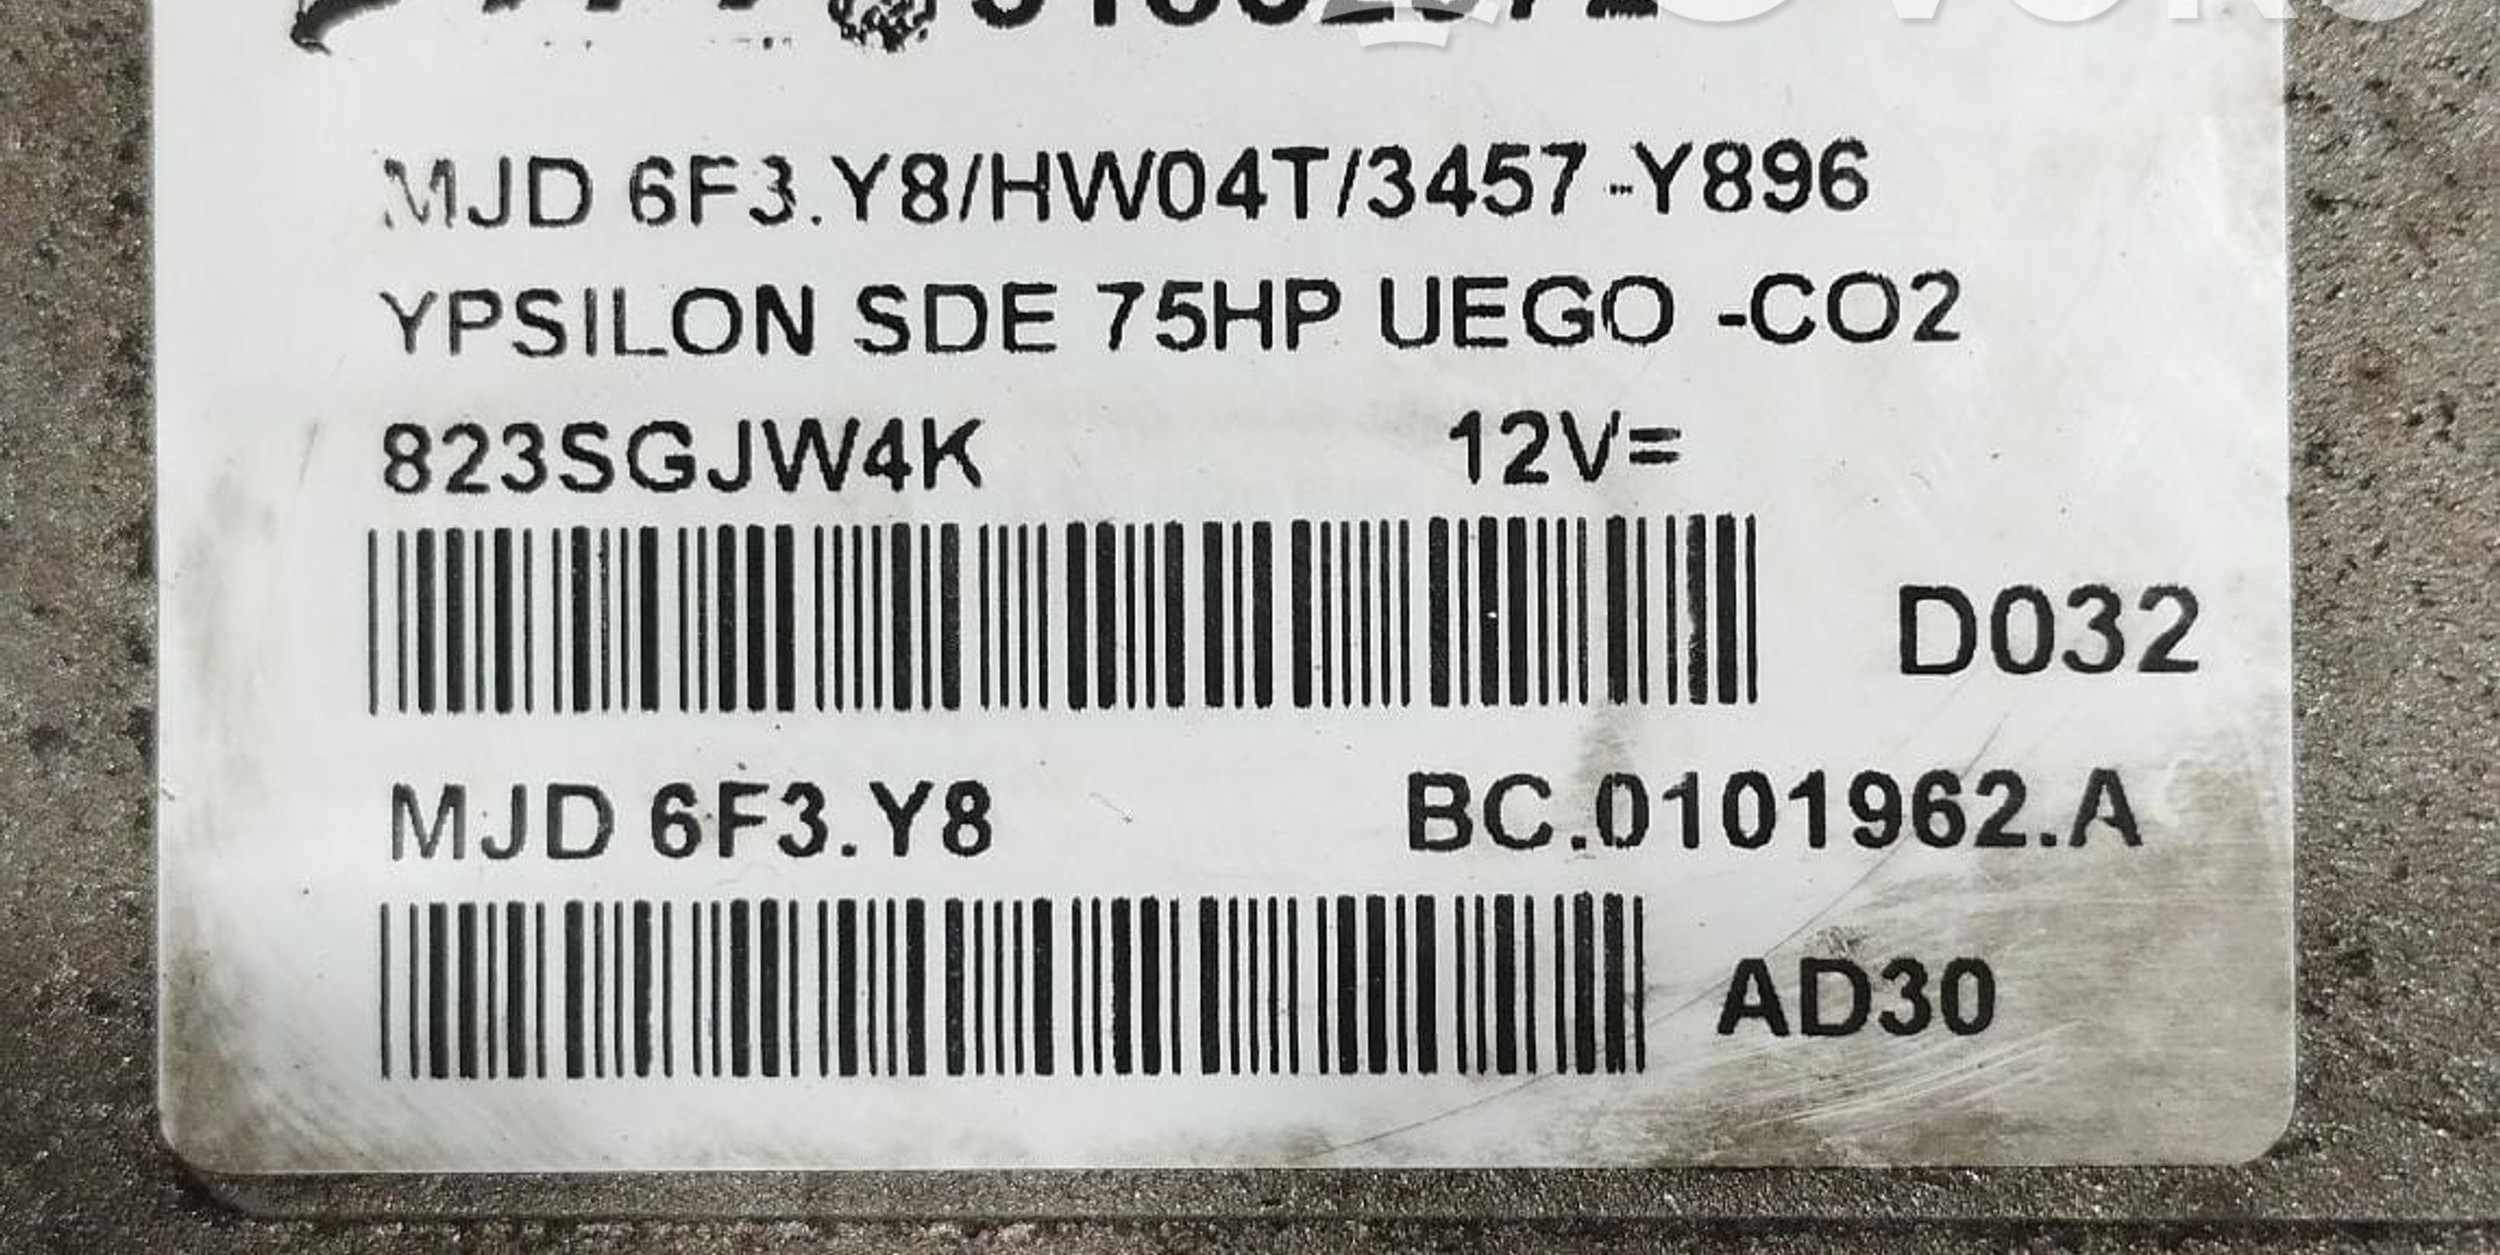 MJD 6F3.Y8/HW04T/3457-Y896
YPSILON SDE 75HP UEGO -CO2
823SGJW4K 12V=
D032
MJD 6F3.Y8 BC.0101962.A
AD30